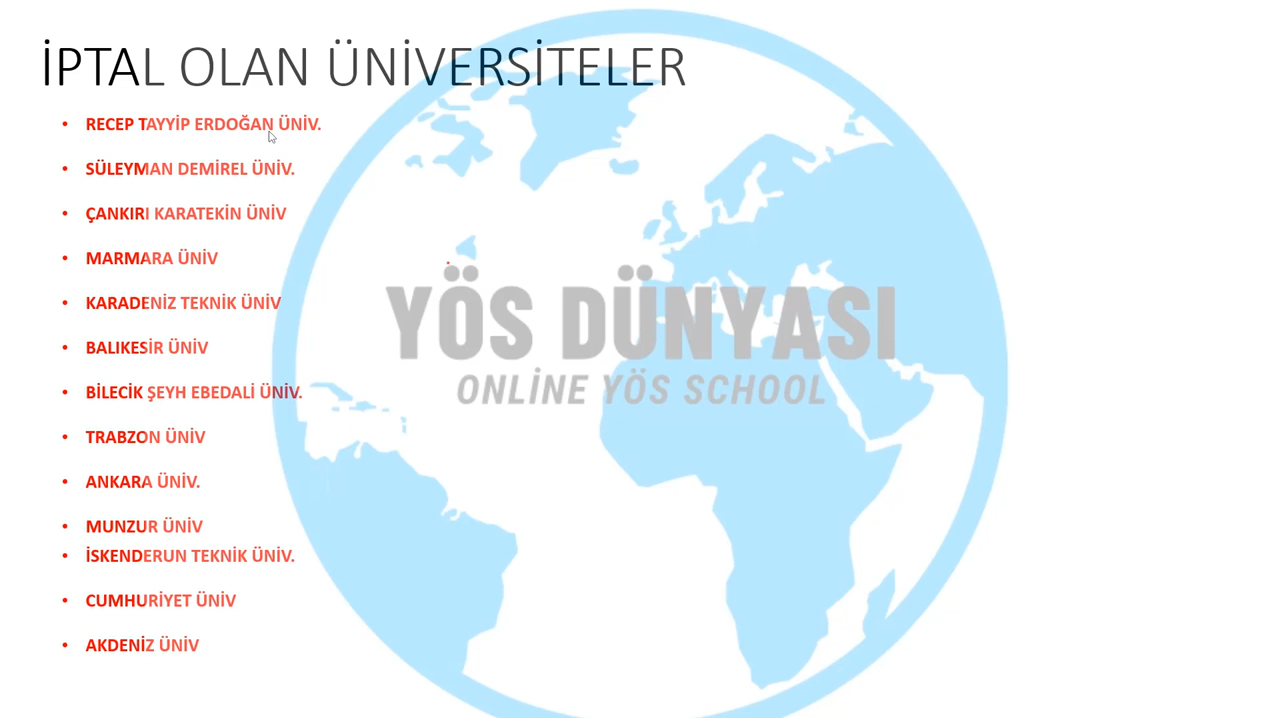 İPTAL OLAN ÜNİVERSİTELER
• RECEP TAYYİP ERDOĞAN ÜNİV.
• SÜLEYMAN DEMİREL ÜNİV.
• ÇANKIRI KARATEKİN ÜNİV
• MARMARA ÜNİV
• KARADENİZ TEKNİK ÜNİV
• BALIKESİR ÜNİV
• BİLECİK ŞEYH EBEDALİ ÜNİV.
• TRABZON ÜNİV
• ANKARA ÜNİV.
• MUNZUR ÜNİV
• İSKENDERUN TEKNİK ÜNİV.
• CUMHURİYET ÜNİV
• AKDENİZ ÜNİV
YÖS DÜNYASI
ONLİNE YÖS SCHOOL